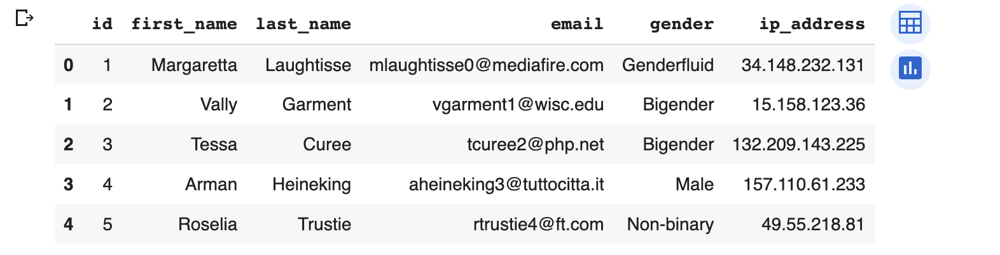 id first_name last_name email gender ip_address
0 1 Margaretta Laughtisse mlaughtisse0@mediafire.com Genderfluid 34.148.232.131
1 2 Vally Garment vgarment1@wisc.edu Bigender 15.158.123.36
2 3 Tessa Curee tcuree2@php.net Bigender 132.209.143.225
3 4 Arman Heineking aheineking3@tuttocitta.it Male 157.110.61.233
4 5 Roselia Trustie rtrustie4@ft.com Non-binary 49.55.218.81